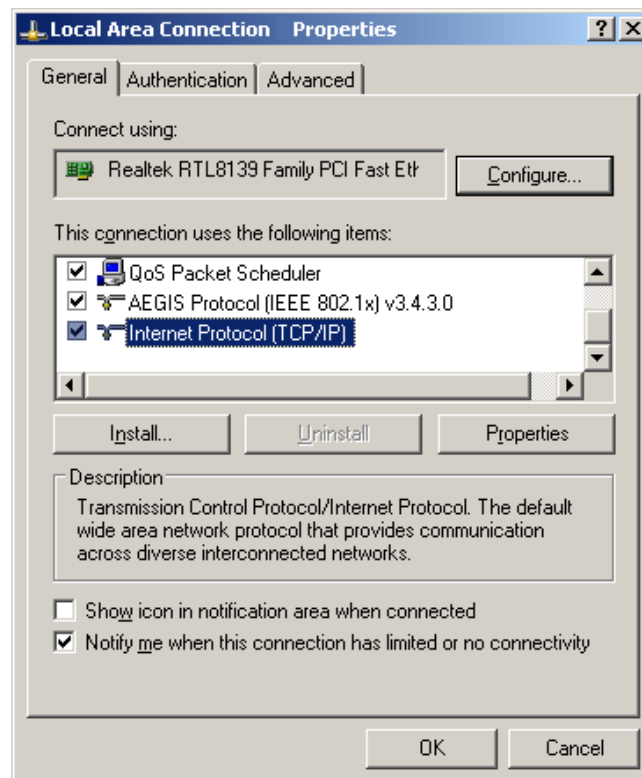 Local Area Connection Properties
General Authentication Advanced
Connect using:
Realtek RTL8139 Family PCI Fast Eth
Configure...
This connection uses the following items:
QoS Packet Scheduler
AEGIS Protocol (IEEE 802.1x) v3.4.3.0
Internet Protocol (TCP/IP)
Install... Uninstall Properties
Description
Transmission Control Protocol/Internet Protocol. The default
wide area network protocol that provides communication
across diverse interconnected networks.
Show icon in notification area when connected
Notify me when this connection has limited or no connectivity
OK Cancel